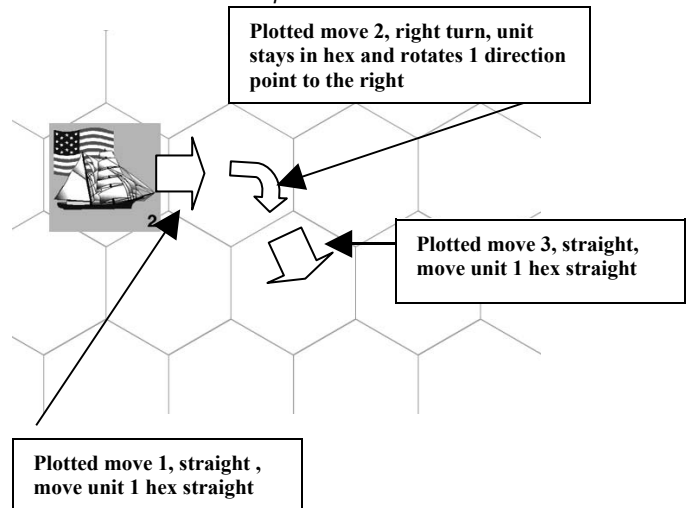 Plotted move 2, right turn, unit
stays in hex and rotates 1 direction
point to the right
2
Plotted move 3, straight,
move unit 1 hex straight
Plotted move 1, straight ,
move unit 1 hex straight